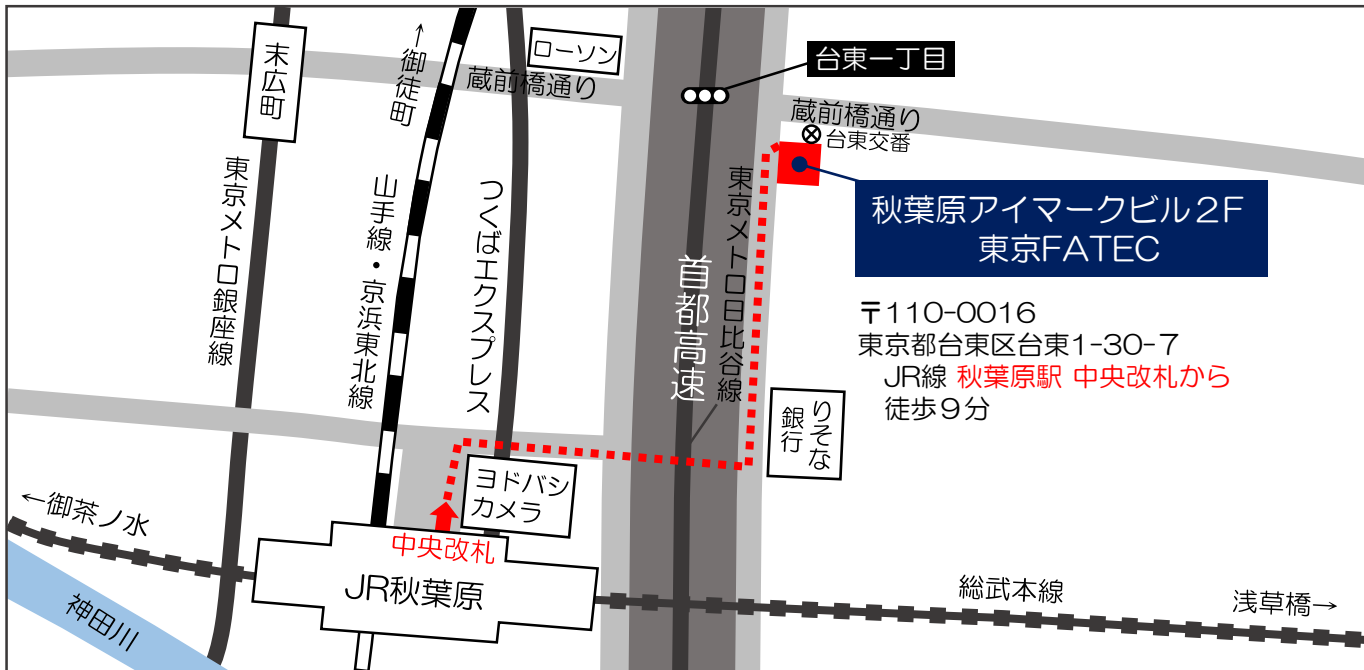 末広町
←御徒町
ローソン
蔵前橋通り
台東一丁目
蔵前橋通り
台東交番
秋葉原アイマークビル２F
東京FATEC
〒110-0016
東京都台東区台東1-30-7
JR線 秋葉原駅 中央改札から
徒歩９分
東京メトロ銀座線
山手線・京浜東北線
つくばエクスプレス
首都高速
東京メトロ日比谷線
りそな
銀行
ヨドバシ
カメラ
←御茶ノ水
中央改札
JR秋葉原
神田川
総武本線
浅草橋→